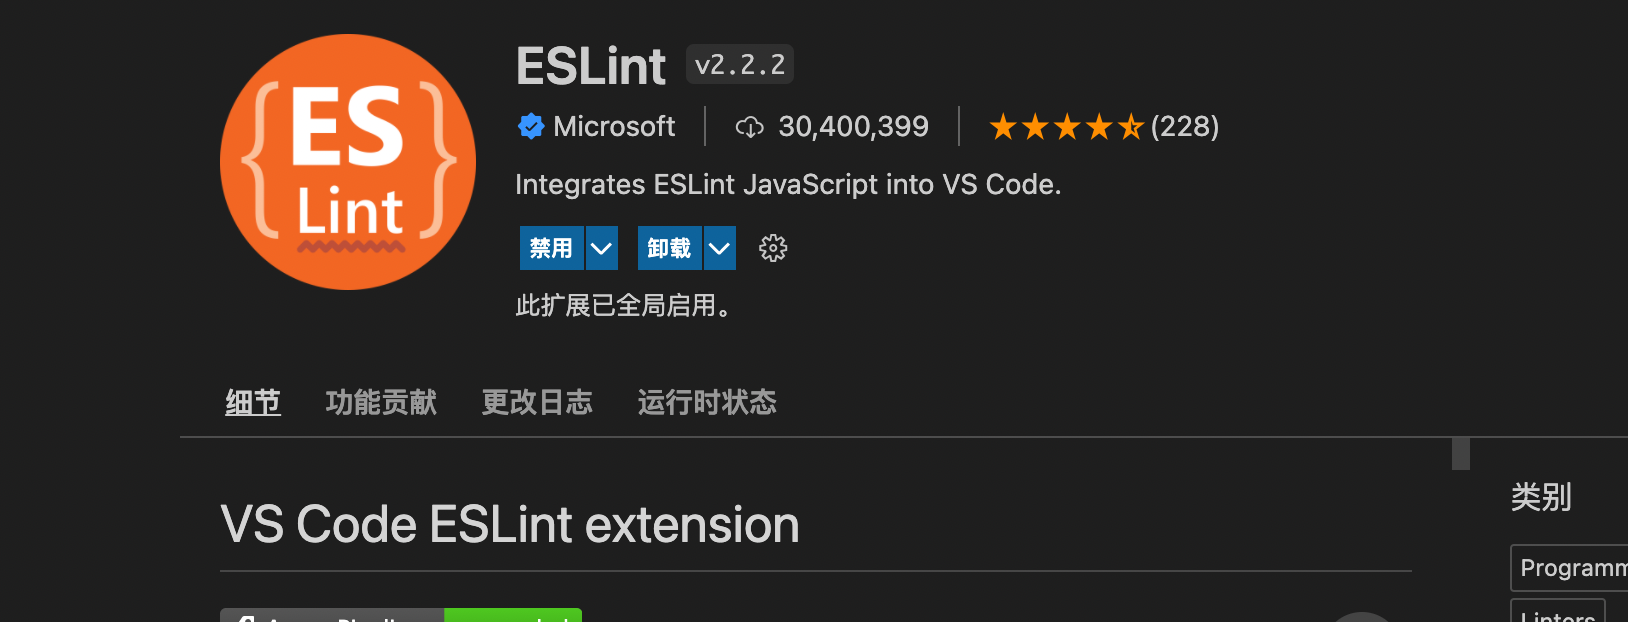 {ES
Lint}
ESLint v2.2.2
Microsoft 30,400,399 (228)
Integrates ESLint JavaScript into VS Code.
禁用 卸载
此扩展已全局启用。
细节 功能贡献 更改日志 运行时状态
VS Code ESLint extension
类别
Programm
Linters